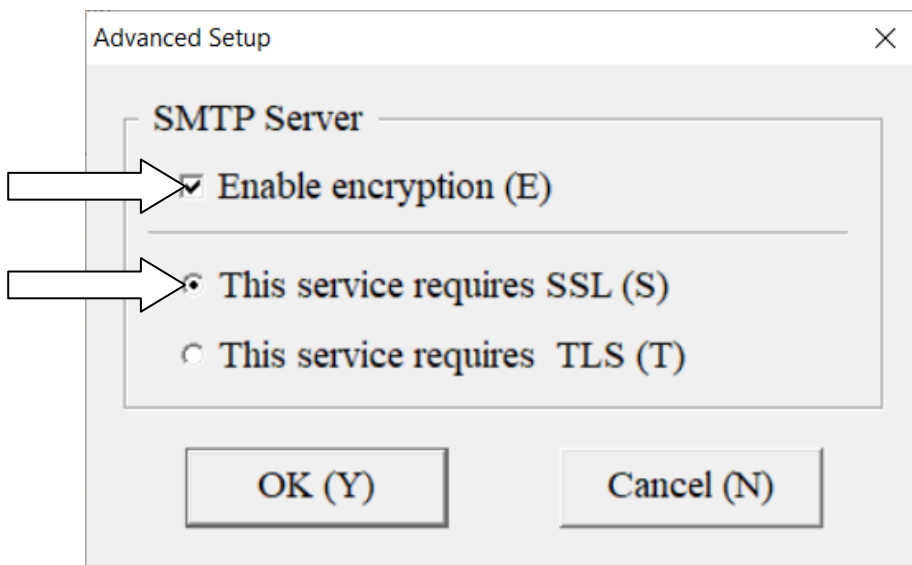 Advanced Setup
SMTP Server
Enable encryption (E)
This service requires SSL (S)
This service requires  TLS (T)
OK (Y)
Cancel (N)